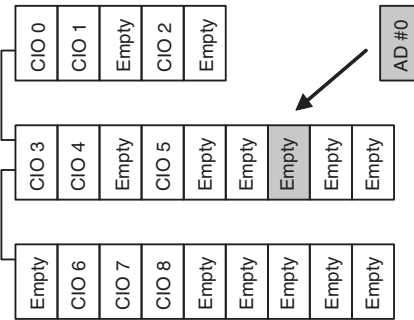 CIO 0
CIO 1
Empty
CIO 2
Empty
AD #0
CIO 3
CIO 4
Empty
CIO 5
Empty
Empty
Empty
Empty
Empty
Empty
CIO 6
CIO 7
CIO 8
Empty
Empty
Empty
Empty
Empty